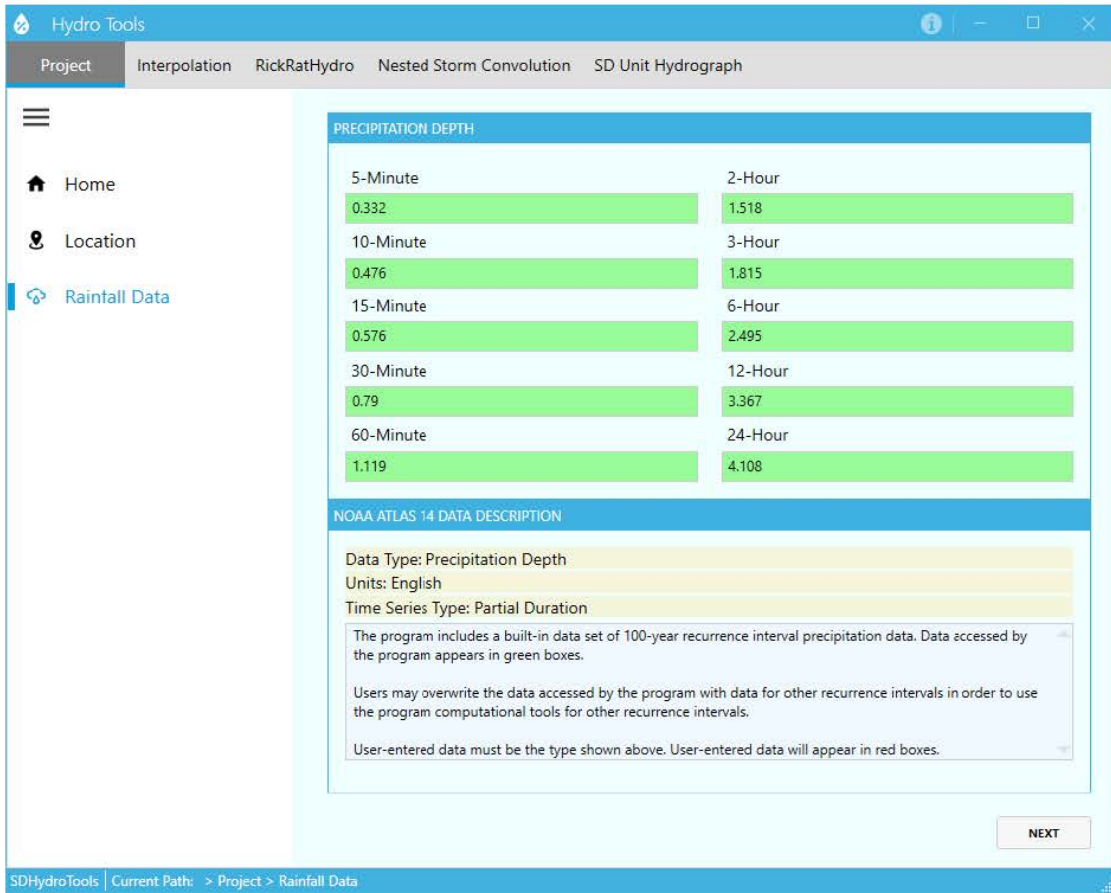 Hydro Tools
Project Interpolation RickRatHydro Nested Storm Convolution SD Unit Hydrograph
Home
Location
Rainfall Data
PRECIPITATION DEPTH
5-Minute 2-Hour
0.332 1.518
10-Minute 3-Hour
0.476 1.815
15-Minute 6-Hour
0.576 2.495
30-Minute 12-Hour
0.79 3.367
60-Minute 24-Hour
1.119 4.108
NOAA ATLAS 14 DATA DESCRIPTION
Data Type: Precipitation Depth
Units: English
Time Series Type: Partial Duration
The program includes a built-in data set of 100-year recurrence interval precipitation data. Data accessed by
the program appears in green boxes.
Users may overwrite the data accessed by the program with data for other recurrence intervals in order to use
the program computational tools for other recurrence intervals.
User-entered data must be the type shown above. User-entered data will appear in red boxes.
NEXT
SDHydroTools Current Path: > Project > Rainfall Data